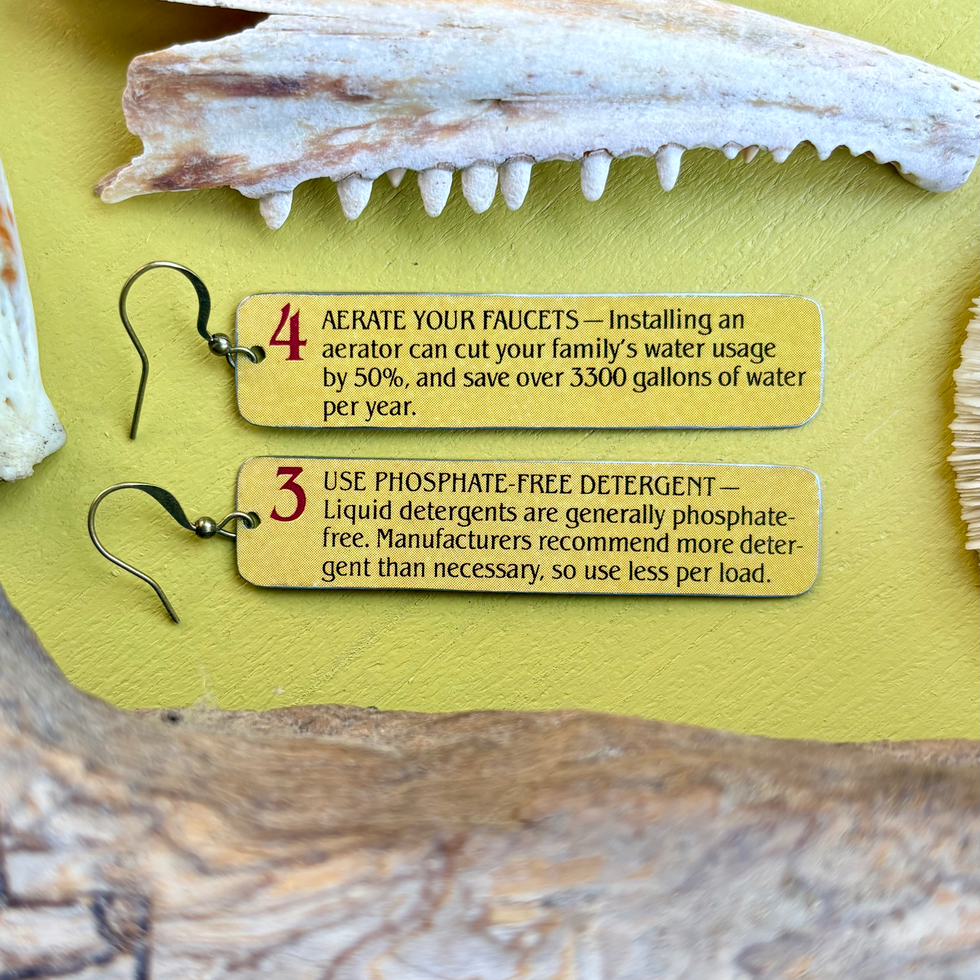 4 AERATE YOUR FAUCETS — Installing an
aerator can cut your family's water usage
by 50%, and save over 3300 gallons of water
per year.
3 USE PHOSPHATE-FREE DETERGENT —
Liquid detergents are generally phosphate-
free. Manufacturers recommend more deter-
gent than necessary, so use less per load.